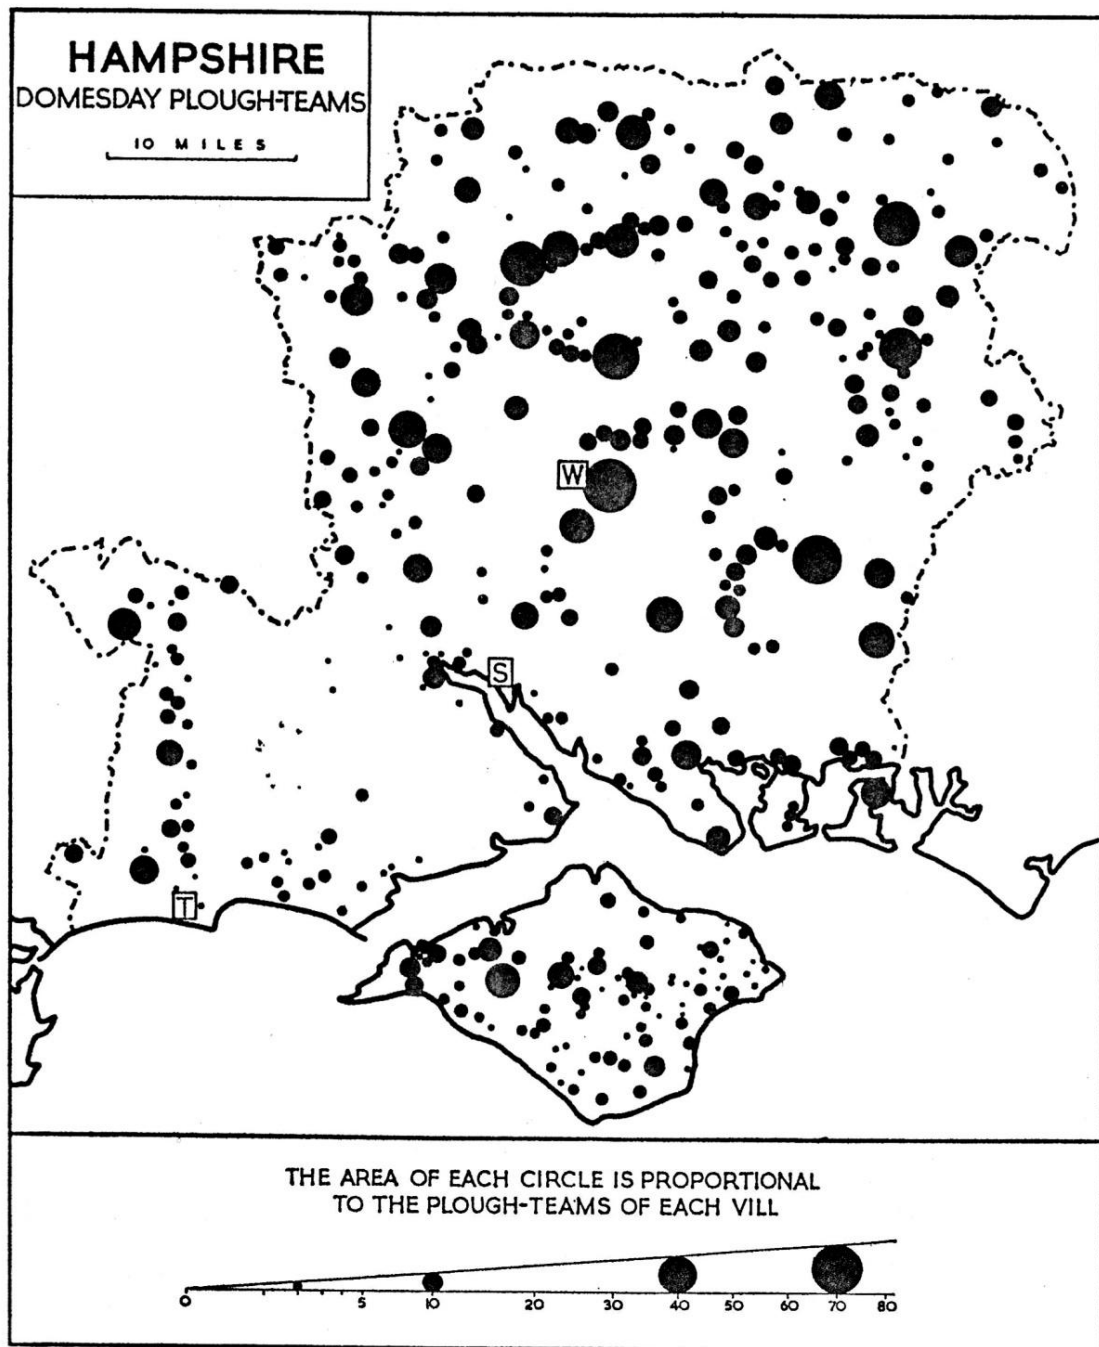 HAMPSHIRE
DOMESDAY PLOUGH-TEAMS
10 MILES
W
S
T
THE AREA OF EACH CIRCLE IS PROPORTIONAL
TO THE PLOUGH-TEAMS OF EACH VILL
0 5 10 20 30 40 50 60 70 80